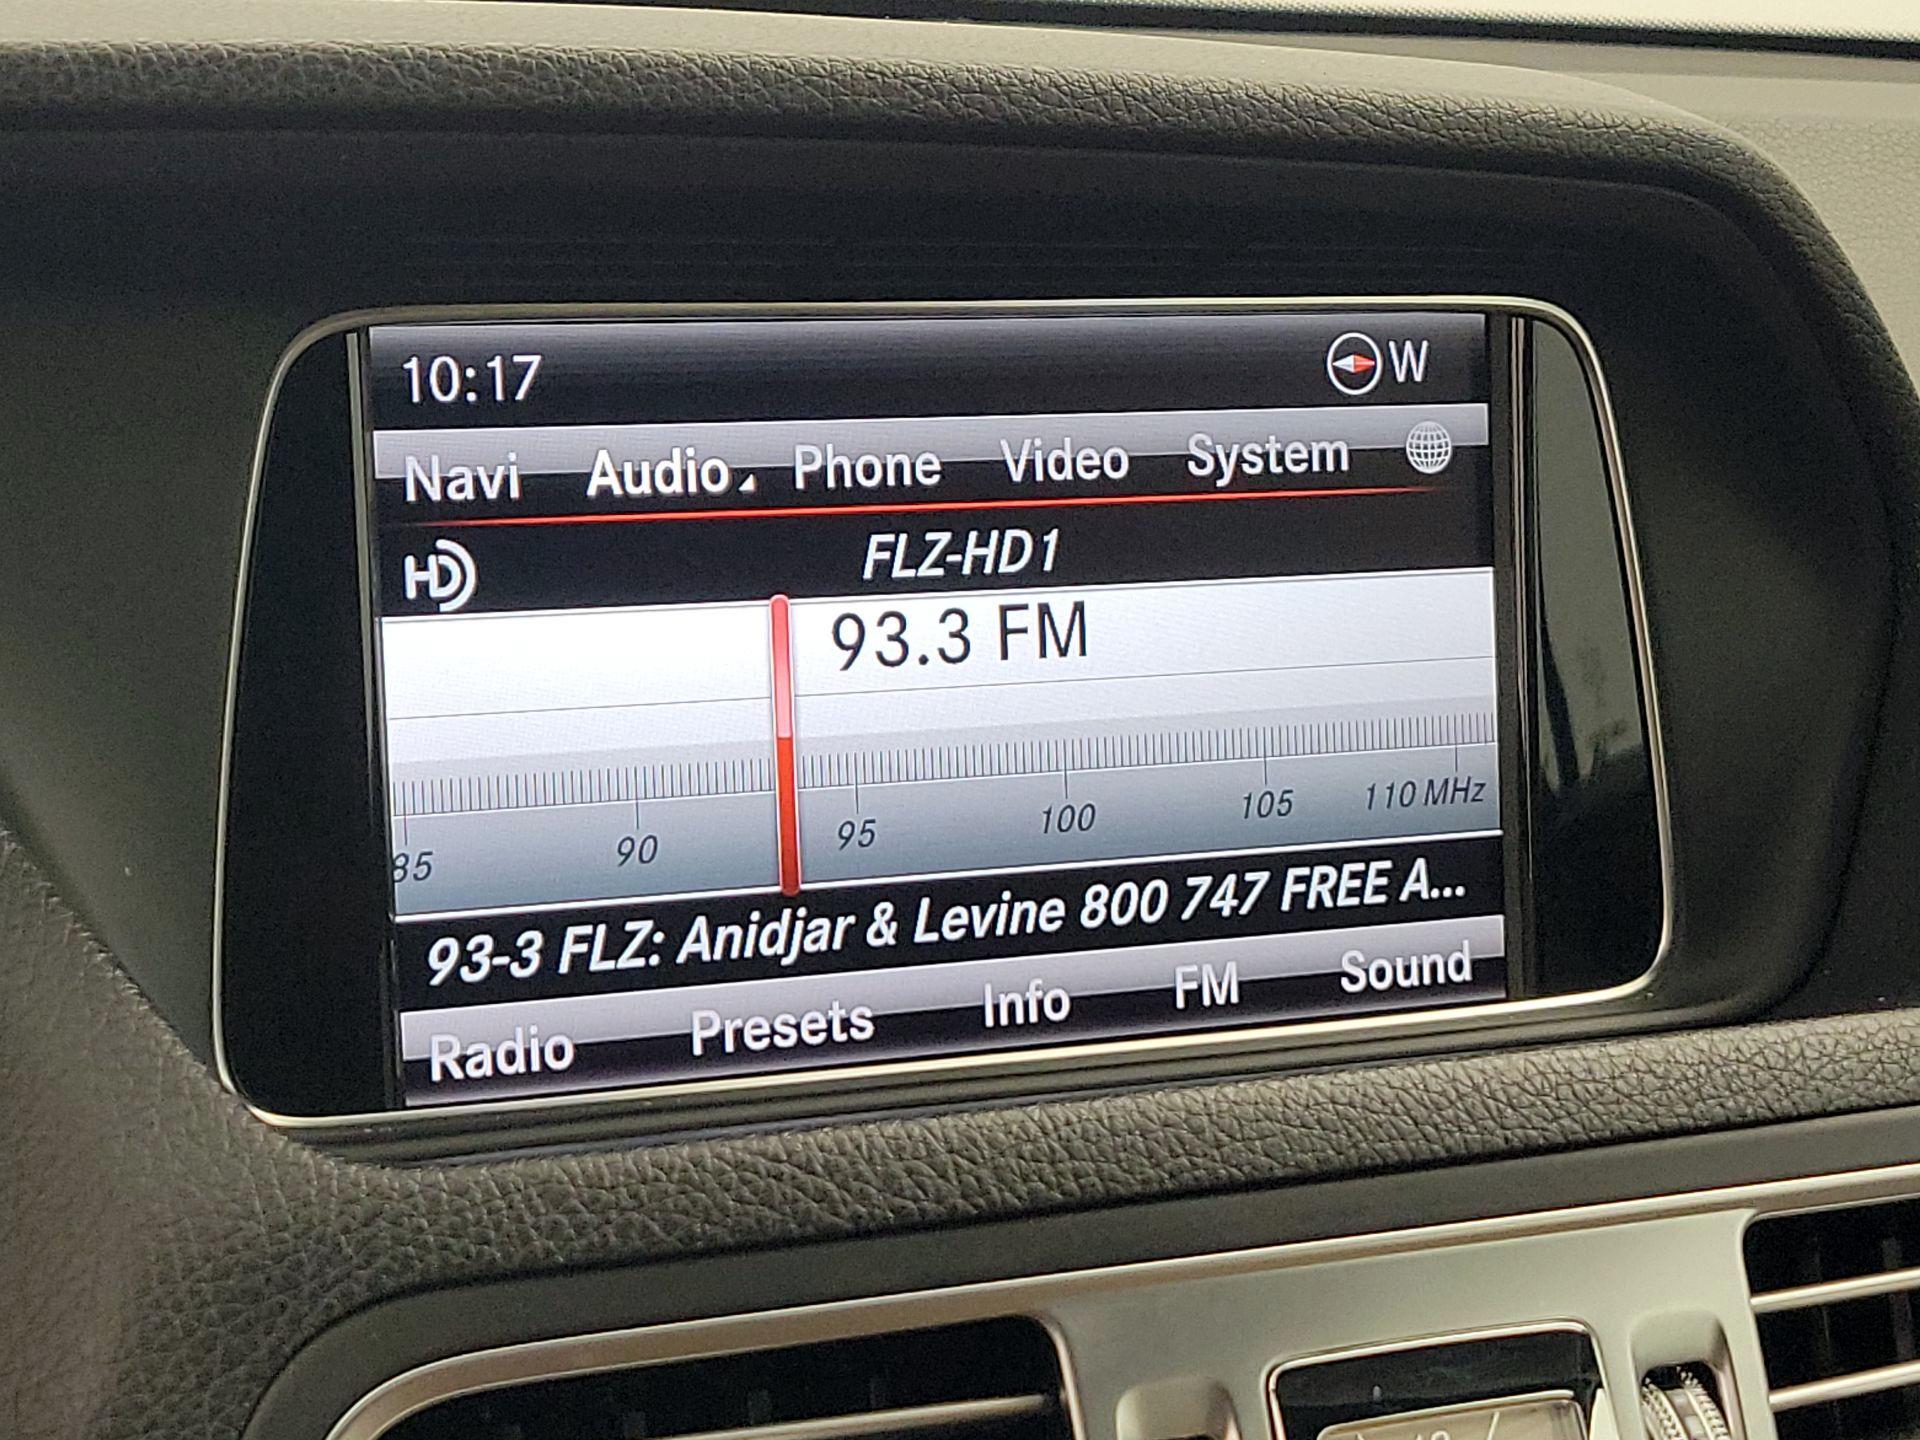 10:17 W
Navi Audio Phone Video System
HD FLZ-HD1
93.3 FM
85 90 95 100 105 110 MHz
93-3 FLZ: Anidjar & Levine 800 747 FREE A...
Radio Presets Info FM Sound